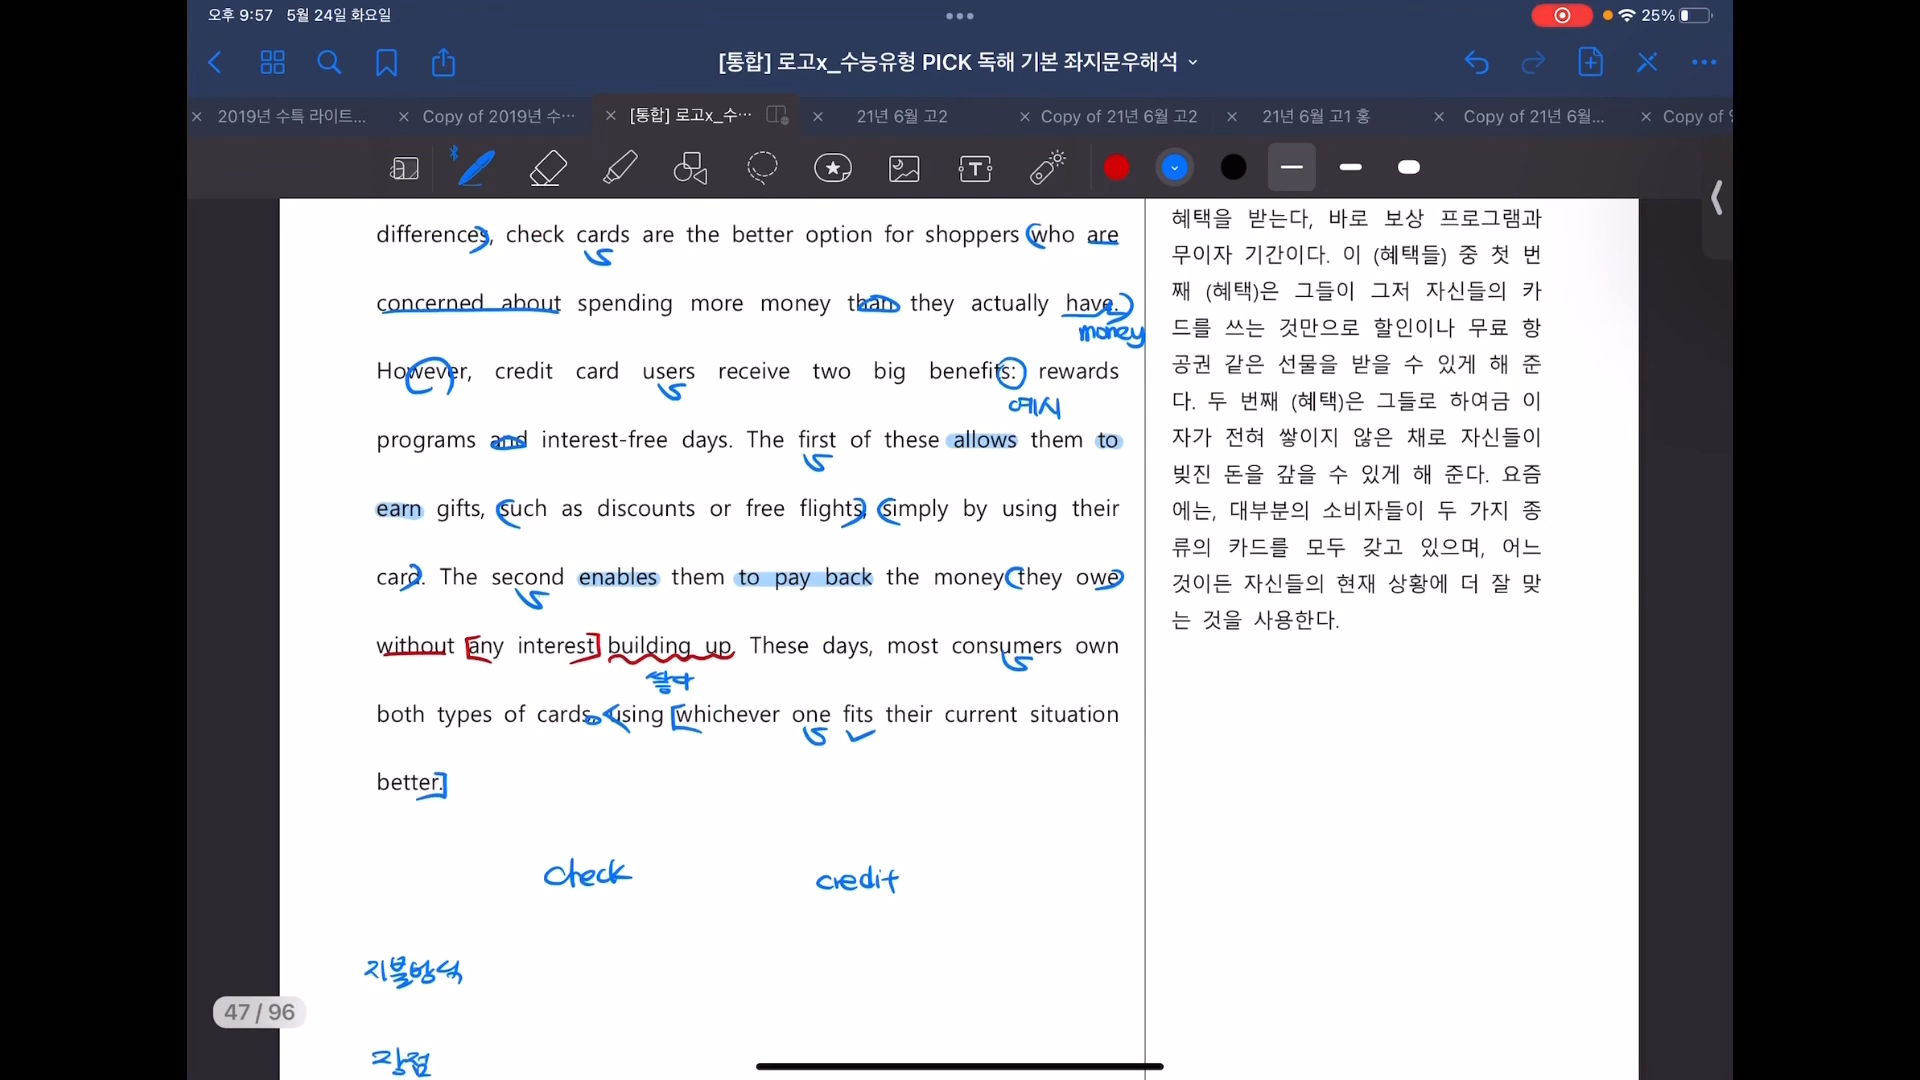 오후 9:57 5월 24일 화요일
25%
[통합] 로고x_수능유형 PICK 독해 기본 좌지문우해석
2019년 수특 라이트...
Copy of 2019년 수...
[통합] 로고x_수...
21년 6월 고2
Copy of 21년 6월 고2
21년 6월 고1 홍
Copy of 21년 6월...
Copy of
differences, check cards are the better option for shoppers who are
concerned about spending more money than they actually have.
money
However, credit card users receive two big benefits: rewards
예시
programs and interest-free days. The first of these allows them to
earn gifts, such as discounts or free flights, simply by using their
card. The second enables them to pay back the money they owe
without any interest building up. These days, most consumers own
쌓다
both types of cards, using whichever one fits their current situation
better.
check credit
지불방식
장점
47 / 96
혜택을 받는다, 바로 보상 프로그램과
무이자 기간이다. 이 (혜택들) 중 첫 번
째 (혜택)은 그들이 그저 자신들의 카
드를 쓰는 것만으로 할인이나 무료 항
공권 같은 선물을 받을 수 있게 해 준
다. 두 번째 (혜택)은 그들로 하여금 이
자가 전혀 쌓이지 않은 채로 자신들이
빚진 돈을 갚을 수 있게 해 준다. 요즘
에는, 대부분의 소비자들이 두 가지 종
류의 카드를 모두 갖고 있으며, 어느
것이든 자신들의 현재 상황에 더 잘 맞
는 것을 사용한다.